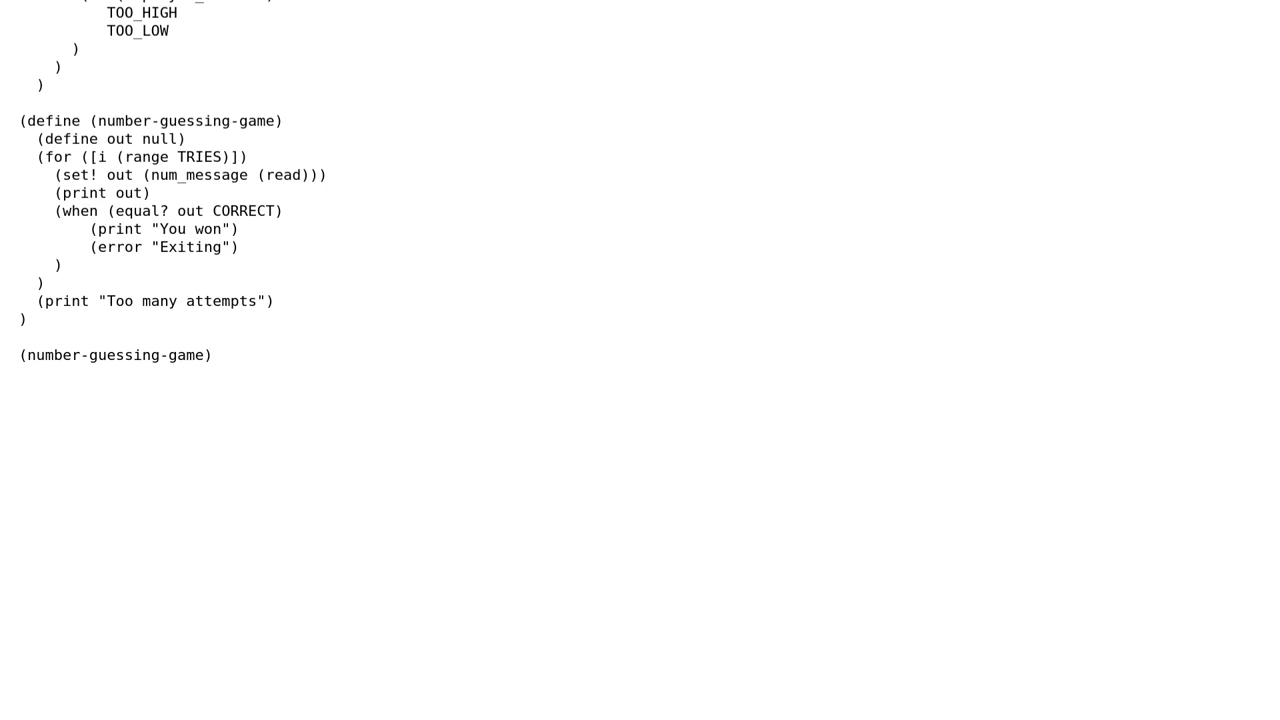 TOO_HIGH
          TOO_LOW
      )
    )
  )

(define (number-guessing-game)
  (define out null)
  (for ([i (range TRIES)])
    (set! out (num_message (read)))
    (print out)
    (when (equal? out CORRECT)
        (print "You won")
        (error "Exiting")
    )
  )
  (print "Too many attempts")
)

(number-guessing-game)